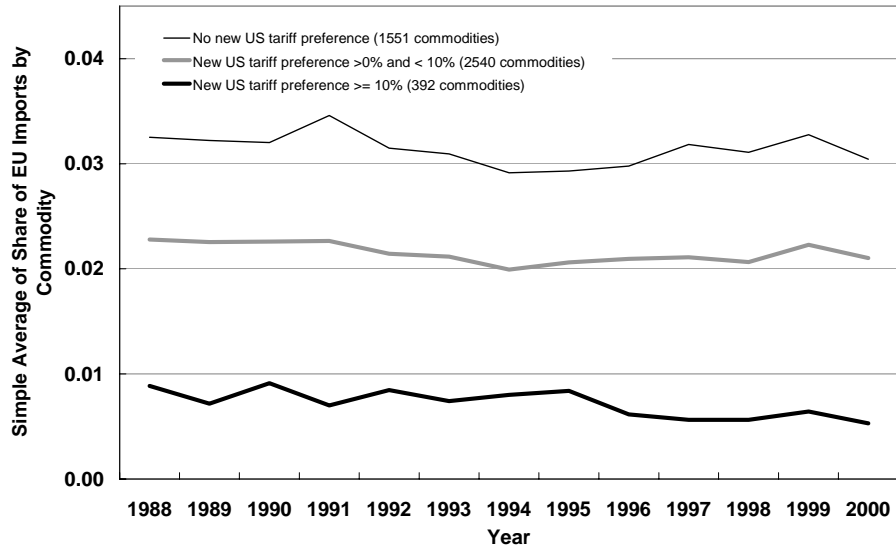 No new US tariff preference (1551 commodities)
New US tariff preference >0% and < 10% (2540 commodities)
New US tariff preference >= 10% (392 commodities)
Simple Average of Share of EU Imports by
Commodity
0.04
0.03
0.02
0.01
0.00
1988 1989 1990 1991 1992 1993 1994 1995 1996 1997 1998 1999 2000
Year